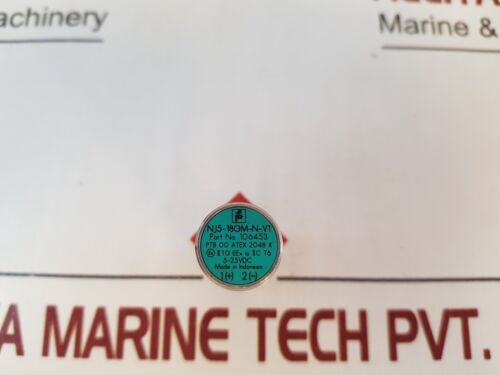 achinery
Marine &
NJ5-18GM-N-V1
Part No. 106453
PTB 00 ATEX 2048 X
II 1G EEx ia IIC T6
5-25VDC
Made in Indonesia
1(+) 2(-)
A MARINE TECH PVT.